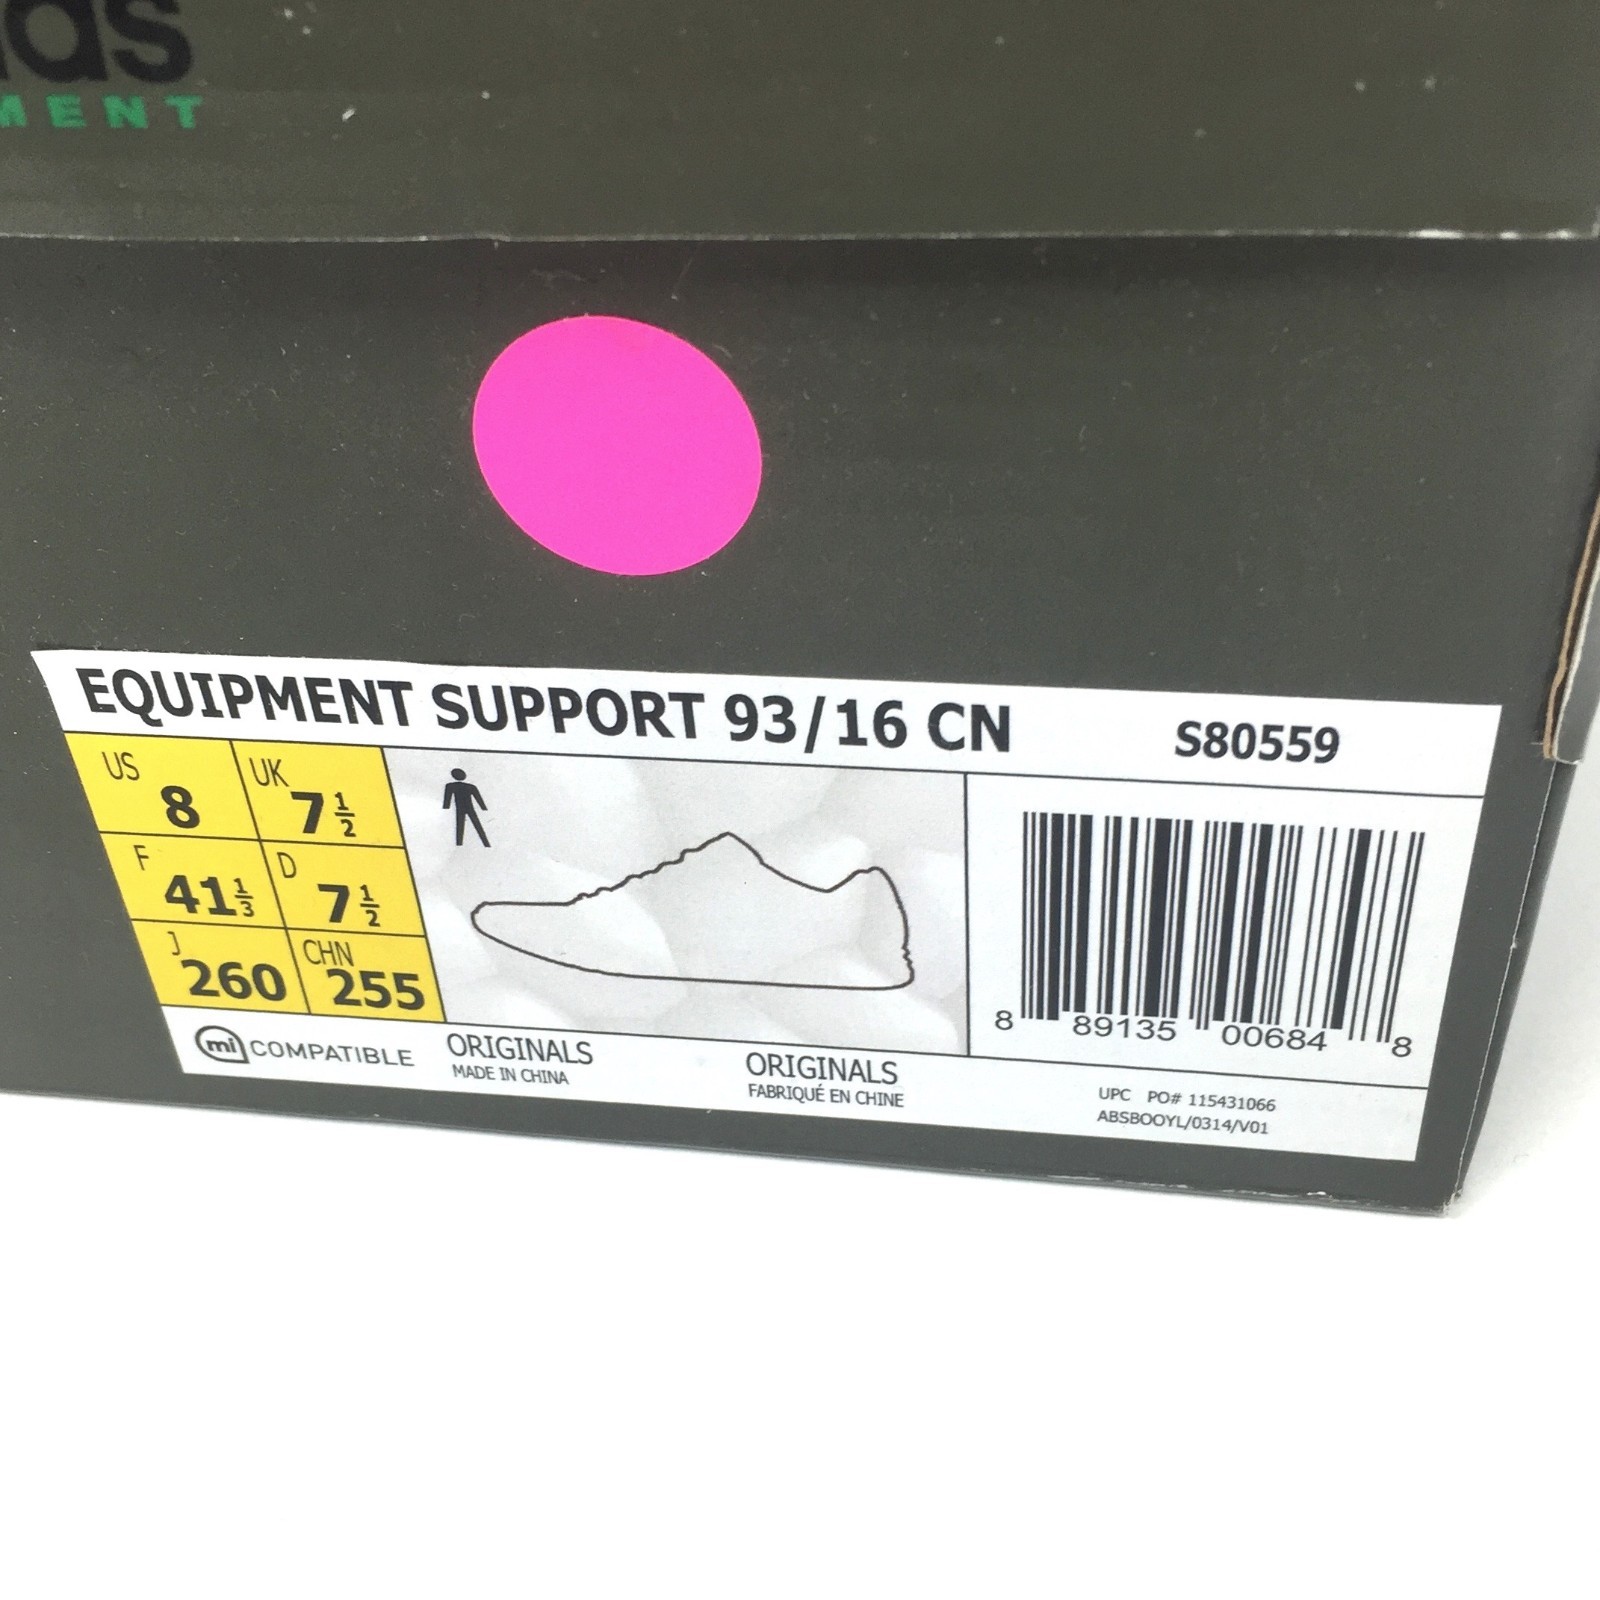 das
MENT
EQUIPMENT SUPPORT 93/16 CN S80559
US 8 UK 7 1/2
F 41 1/3 D 7 1/2
J 260 CHN 255
8 89135 00684 8
mi COMPATIBLE
ORIGINALS
MADE IN CHINA
ORIGINALS
FABRIQUÉ EN CHINE
UPC PO# 115431066
ABSBOOYL/0314/V01